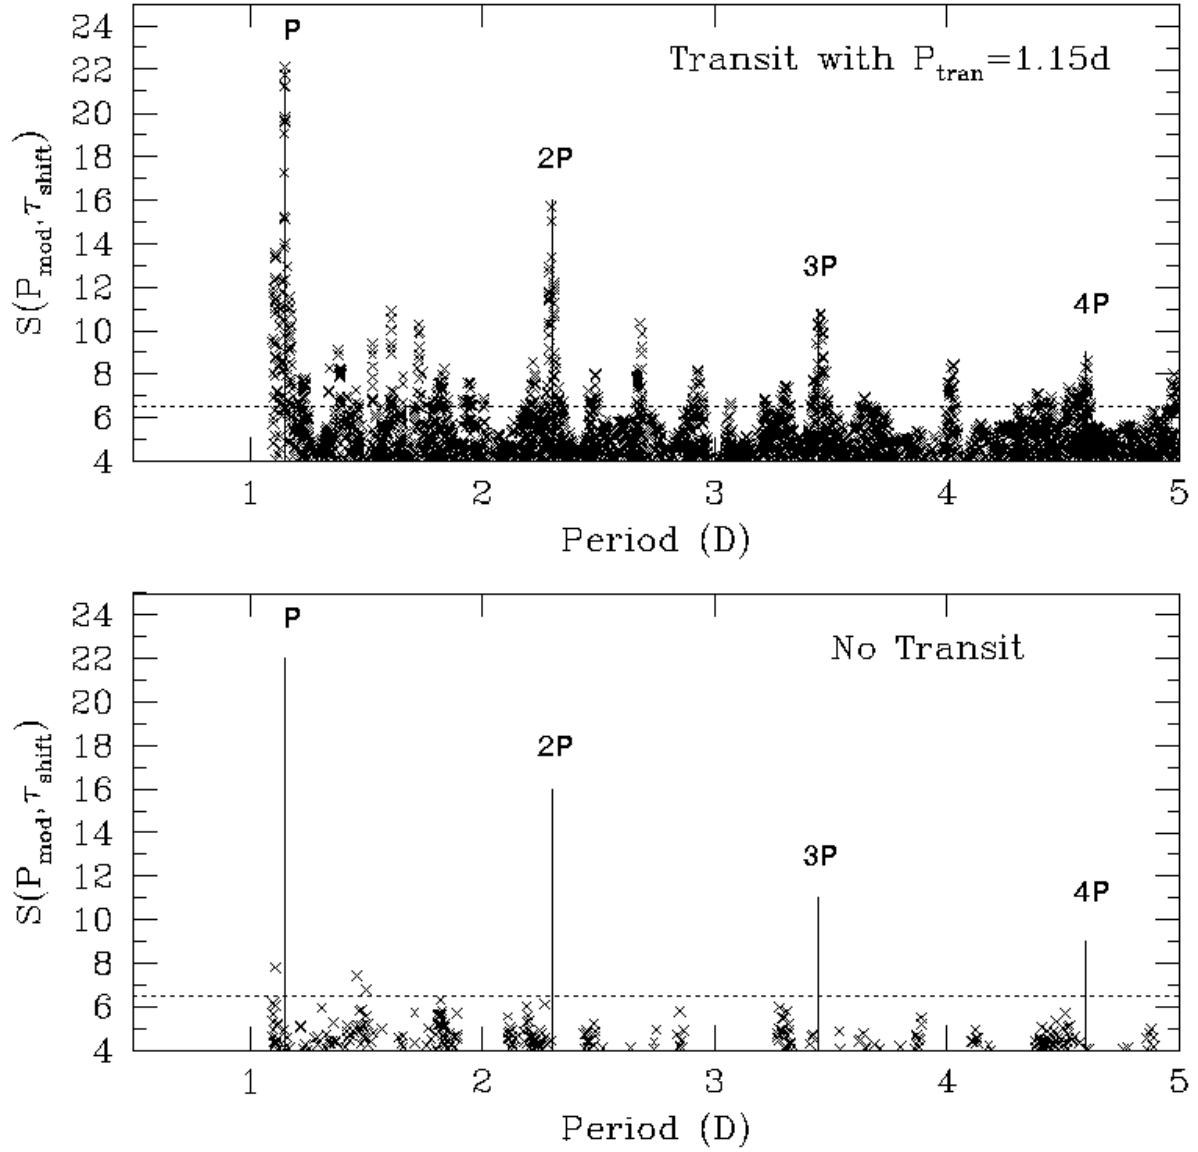 24
22
20
18
16
14
12
10
8
6
4
S(P_mod, τ_shift)
P
Transit with P_tran=1.15d
2P
3P
4P
1 2 3 4 5
Period (D)
24
22
20
18
16
14
12
10
8
6
4
S(P_mod, τ_shift)
P
No Transit
2P
3P
4P
1 2 3 4 5
Period (D)